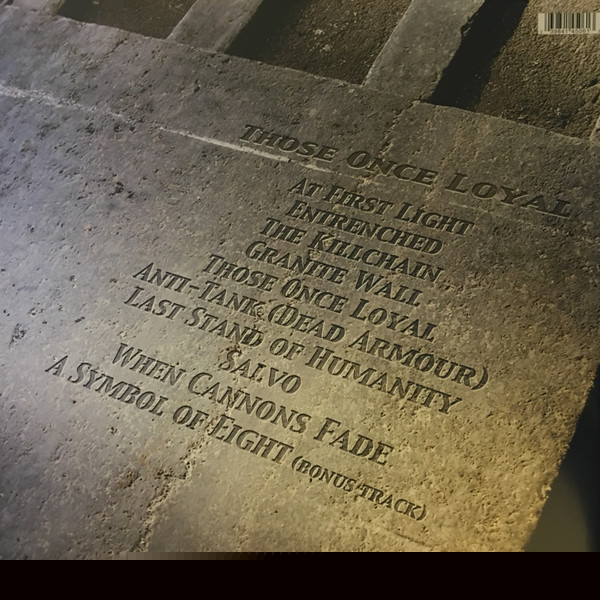 Those Once Loyal
At First Light
Entrenched
The Killchain
Granite Wall
Those Once Loyal
Anti-Tank (Dead Armour)
Last Stand of Humanity
Salvo
When Cannons Fade
A Symbol of Eight (bonus track)